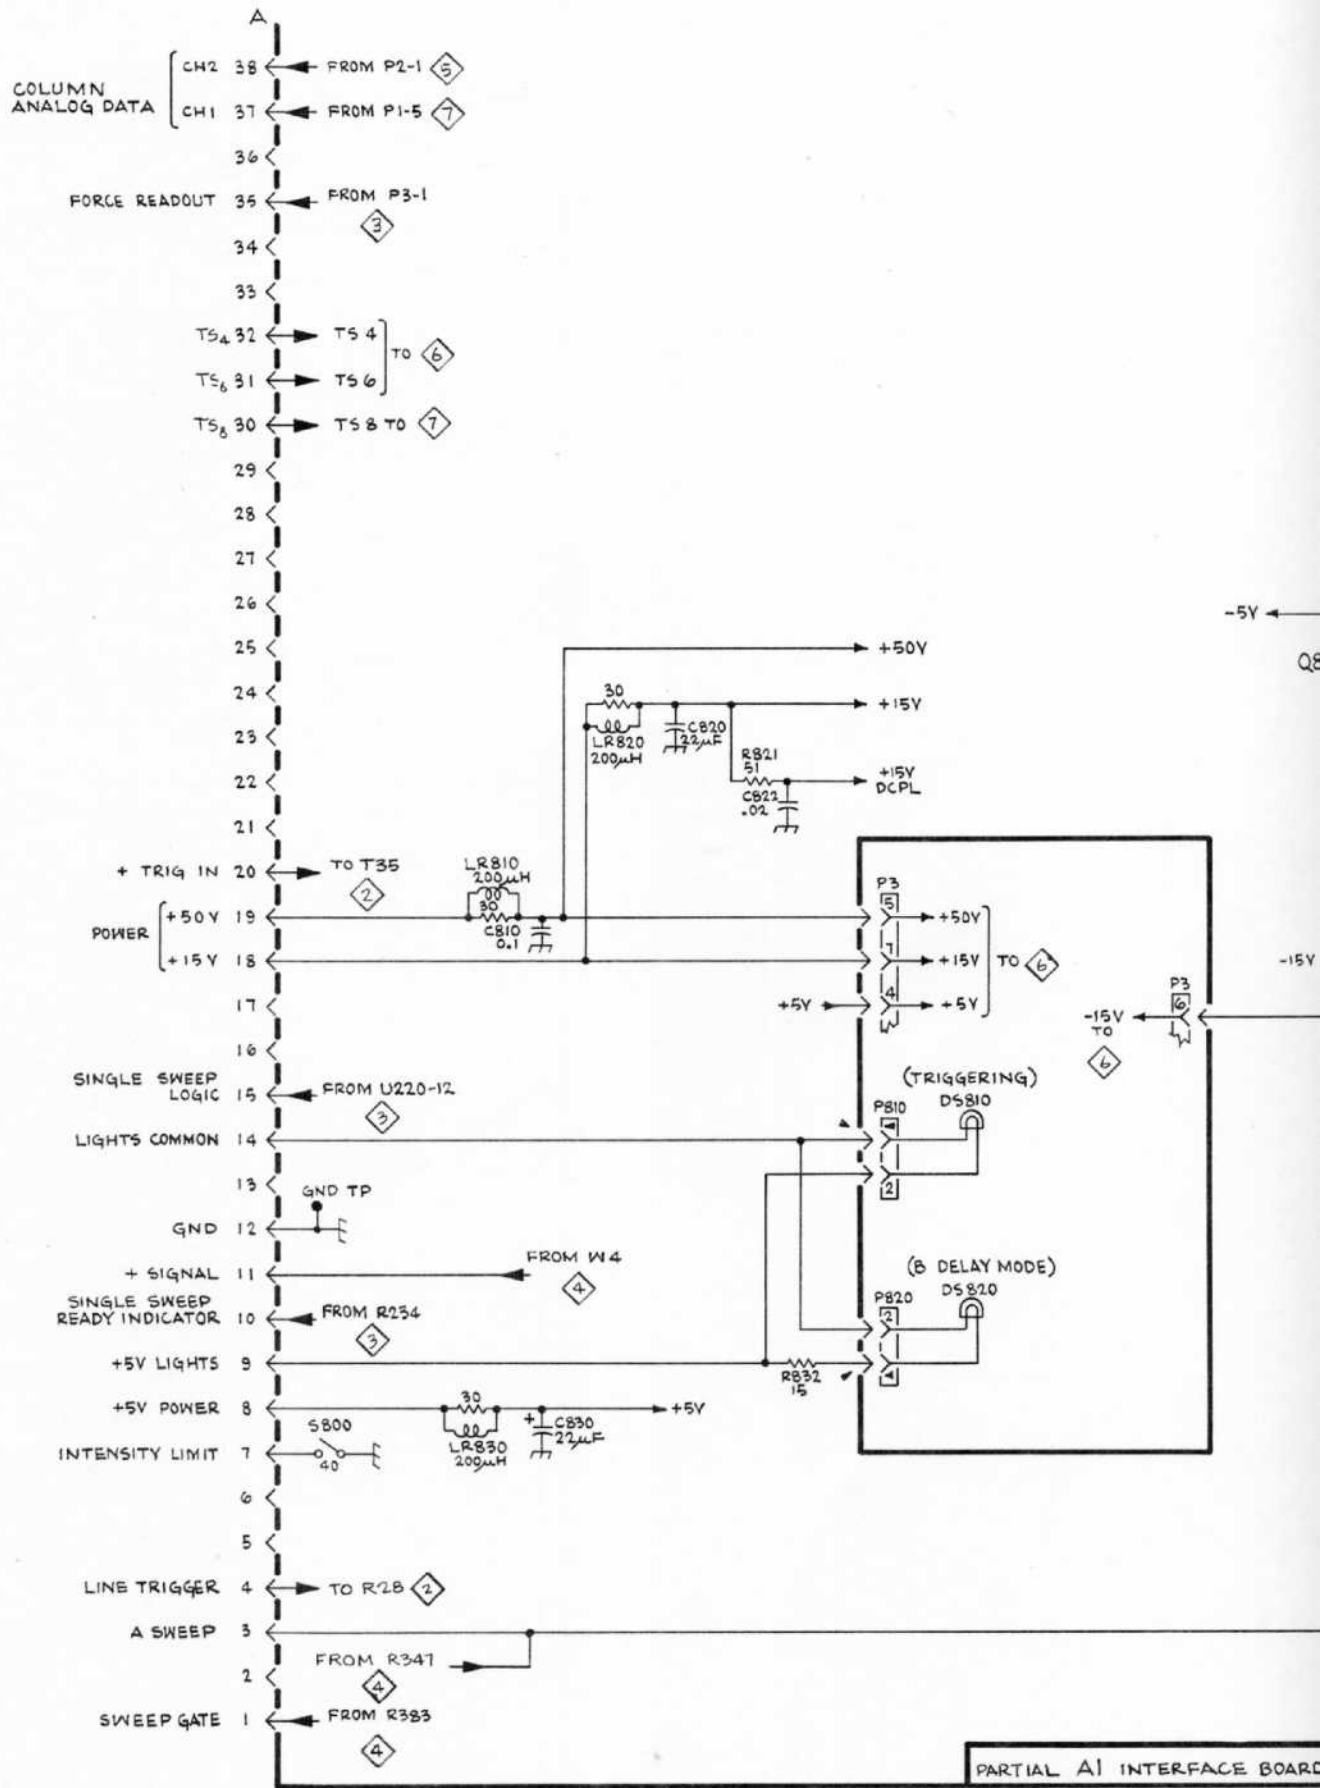 A
COLUMN
ANALOG DATA
CH2 38 FROM P2-1 5
CH1 37 FROM P1-5 7
36
FORCE READOUT 35 FROM P3-1
3
34
33
TS4 32 TS 4
TO 6
TS6 31 TS 6
TS8 30 TS 8 TO 7
29
28
27
26
-5V
25 +50V
Q8
24 30 +15V
23 LR820
200µH
C820
22µF
R821
51
22 +15V
DCPL
C822
.02
21
+ TRIG IN 20 TO T35
2
LR810
200µH
POWER
+50V 19 30
C810
0.1
P3
5 +50V
+15V 18 7 +15V TO 6
-15V
17 +5V 4 +5V
P3
6
-15V
TO
6
16
SINGLE SWEEP
LOGIC 15 FROM U220-12
3
(TRIGGERING)
DS810
P810
LIGHTS COMMON 14
13 GND TP
2
GND 12
+ SIGNAL 11 FROM W4
4
(B DELAY MODE)
DS820
P820
SINGLE SWEEP
READY INDICATOR 10 FROM R234
3
2
+5V LIGHTS 9 R832
15
+5V POWER 8 30 +5V
LR830
200µH
+ C830
22µF
INTENSITY LIMIT 7 S800
40
6
5
LINE TRIGGER 4 TO R28 2
A SWEEP 3
FROM R347
4
2
SWEEP GATE 1 FROM R383
4
PARTIAL A1 INTERFACE BOARD